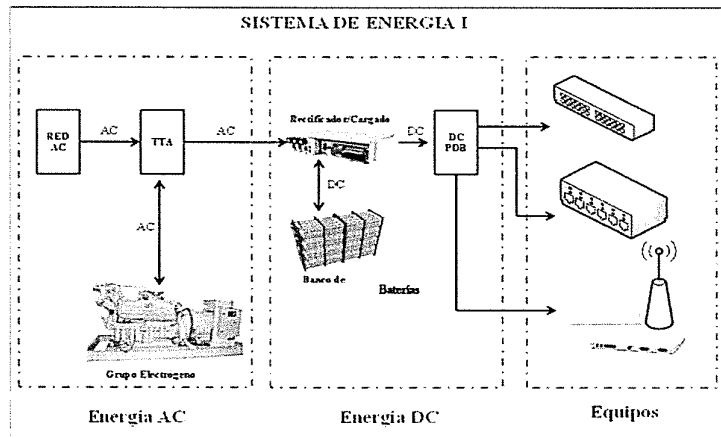 SISTEMA DE ENERGIA I
RED
AC
AC
TTA
AC
AC
Grupo Electrogeno
Energia AC
Rectificador/Cargado
DC
DC
PDB
DC
Banco de
Baterías
Energia DC
Equipos